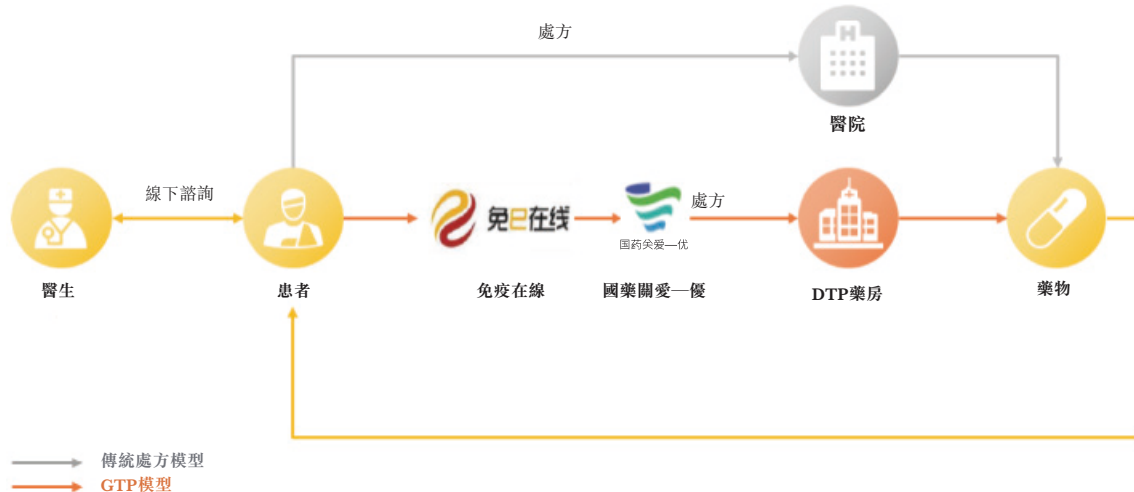 處方
H
醫院
線下諮詢
處方
免e在线
国药关爱—优
醫生
患者
免疫在線
國藥關愛—優
DTP藥房
藥物
傳統處方模型
GTP模型